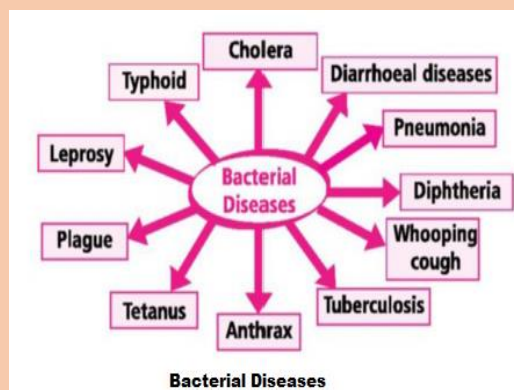 Cholera
Typhoid
Diarrhoeal diseases
Leprosy
Pneumonia
Bacterial
Diseases
Diphtheria
Plague
Whooping
cough
Tetanus
Tuberculosis
Anthrax
Bacterial Diseases